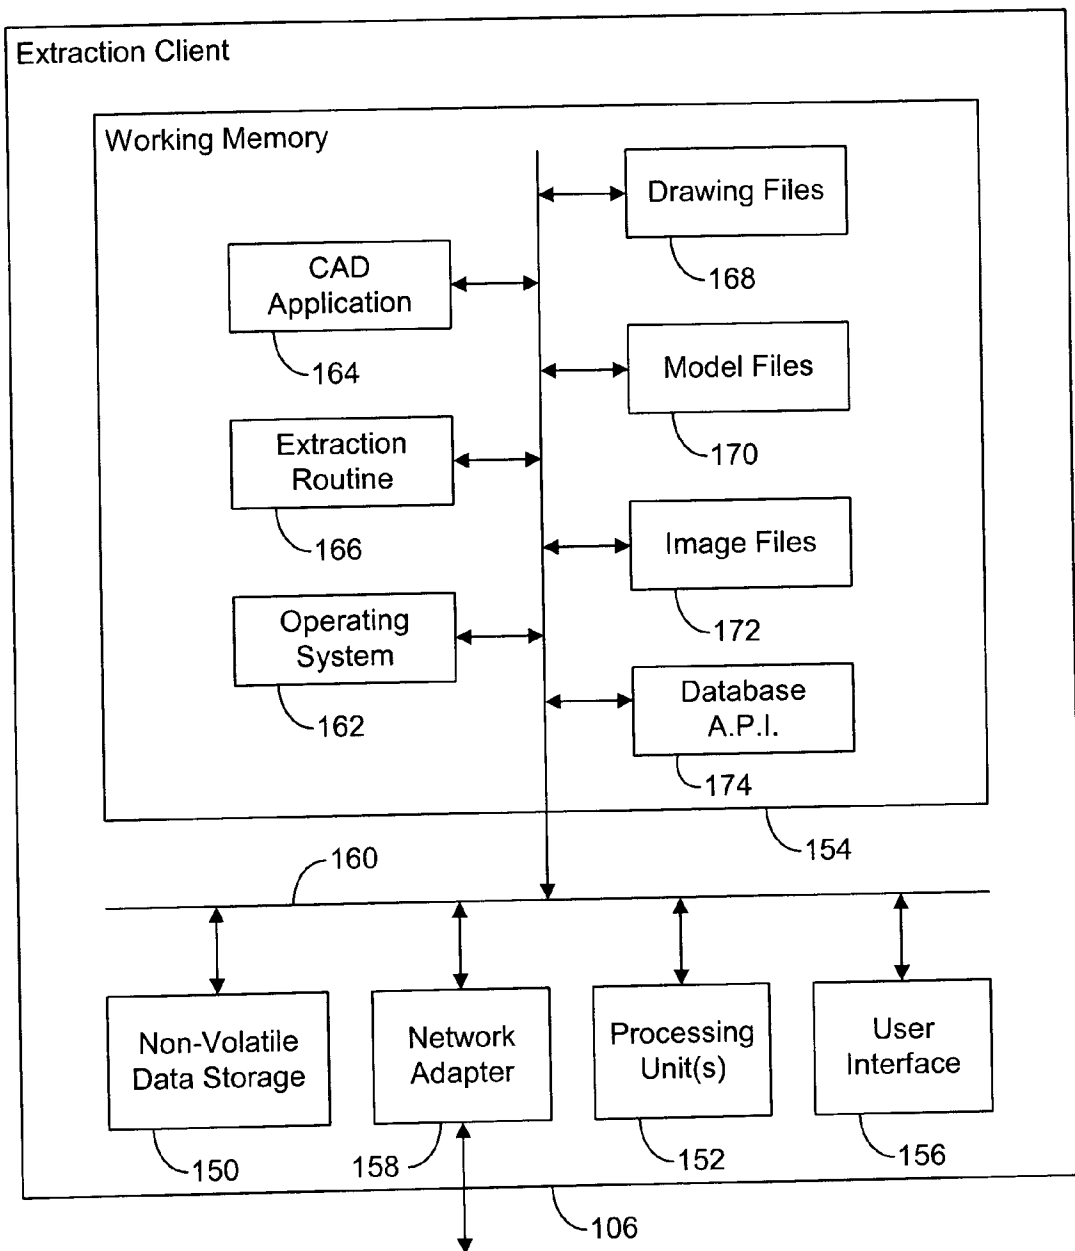 Extraction Client
Working Memory
Drawing Files
168
CAD
Application
164
Model Files
170
Extraction
Routine
166
Image Files
172
Operating
System
162
Database
A.P.I.
174
154
160
Non-Volatile
Data Storage
150
Network
Adapter
158
Processing
Unit(s)
152
User
Interface
156
106